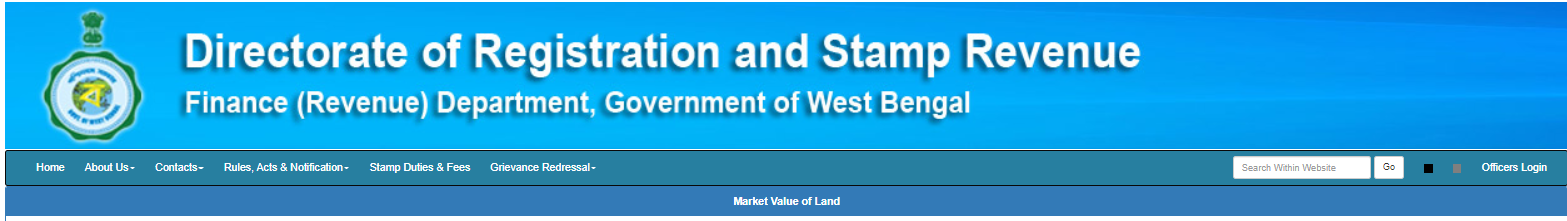 Directorate of Registration and Stamp Revenue
Finance (Revenue) Department, Government of West Bengal
Home About Us Contacts Rules, Acts & Notification Stamp Duties & Fees Grievance Redressal Search Within Website Go Officers Login
Market Value of Land